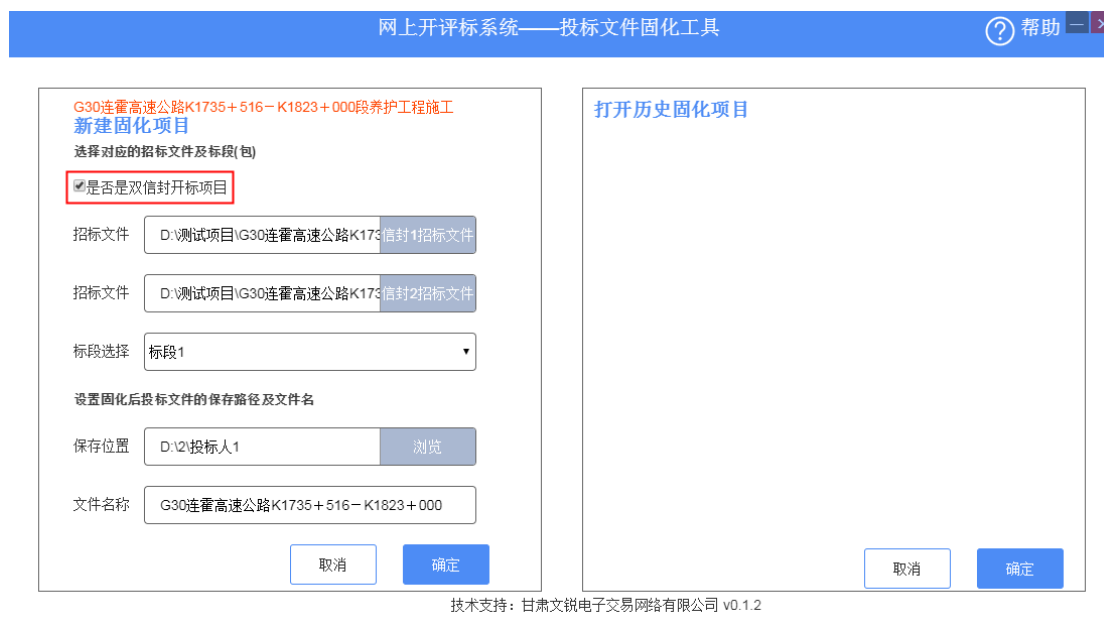 网上开评标系统——投标文件固化工具
? 帮助
G30连霍高速公路K1735+516-K1823+000段养护工程施工
新建固化项目
选择对应的招标文件及标段(包)
是否是双信封开标项目
招标文件 D:\测试项目\G30连霍高速公路K173 信封1招标文件
招标文件 D:\测试项目\G30连霍高速公路K173 信封2招标文件
标段选择 标段1
设置固化后投标文件的保存路径及文件名
保存位置 D:\2\投标人1 浏览
文件名称 G30连霍高速公路K1735+516-K1823+000
取消 确定
打开历史固化项目
取消 确定
技术支持：甘肃文锐电子交易网络有限公司 v0.1.2